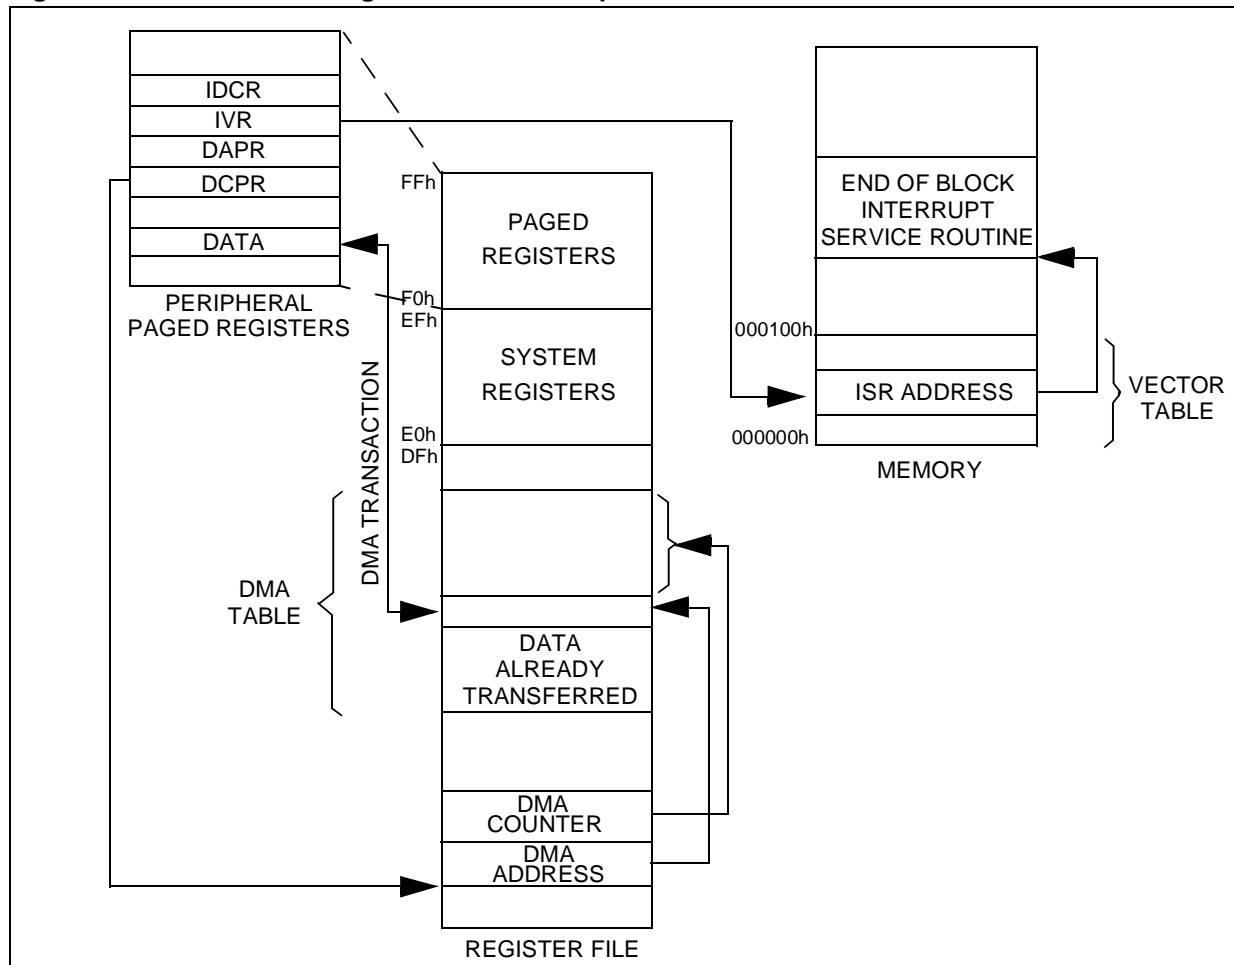 IDCR
IVR
DAPR
DCPR
DATA
PERIPHERAL
PAGED REGISTERS
FFh
PAGED
REGISTERS
F0h
EFh
SYSTEM
REGISTERS
E0h
DFh
DMA TRANSACTION
DMA
TABLE
DATA
ALREADY
TRANSFERRED
DMA
COUNTER
DMA
ADDRESS
REGISTER FILE
END OF BLOCK
INTERRUPT
SERVICE ROUTINE
000100h
ISR ADDRESS
000000h
VECTOR
TABLE
MEMORY